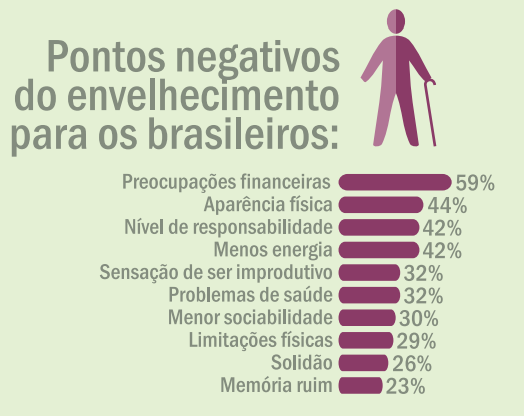 Pontos negativos
do envelhecimento
para os brasileiros:
Preocupações financeiras 59%
Aparência física 44%
Nível de responsabilidade 42%
Menos energia 42%
Sensação de ser improdutivo 32%
Problemas de saúde 32%
Menor sociabilidade 30%
Limitações físicas 29%
Solidão 26%
Memória ruim 23%